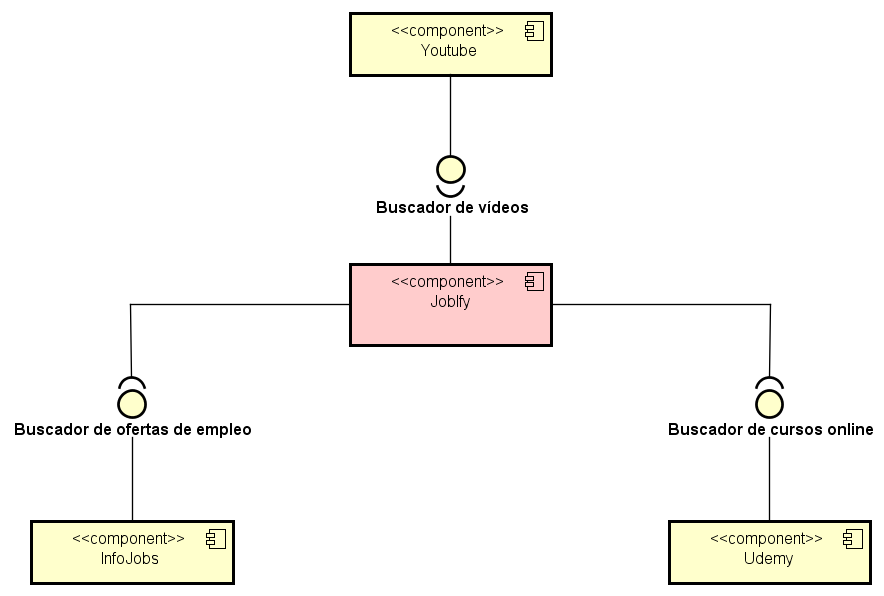 <<component>>
Youtube
Buscador de vídeos
<<component>>
JobIfy
Buscador de ofertas de empleo
Buscador de cursos online
<<component>>
InfoJobs
<<component>>
Udemy